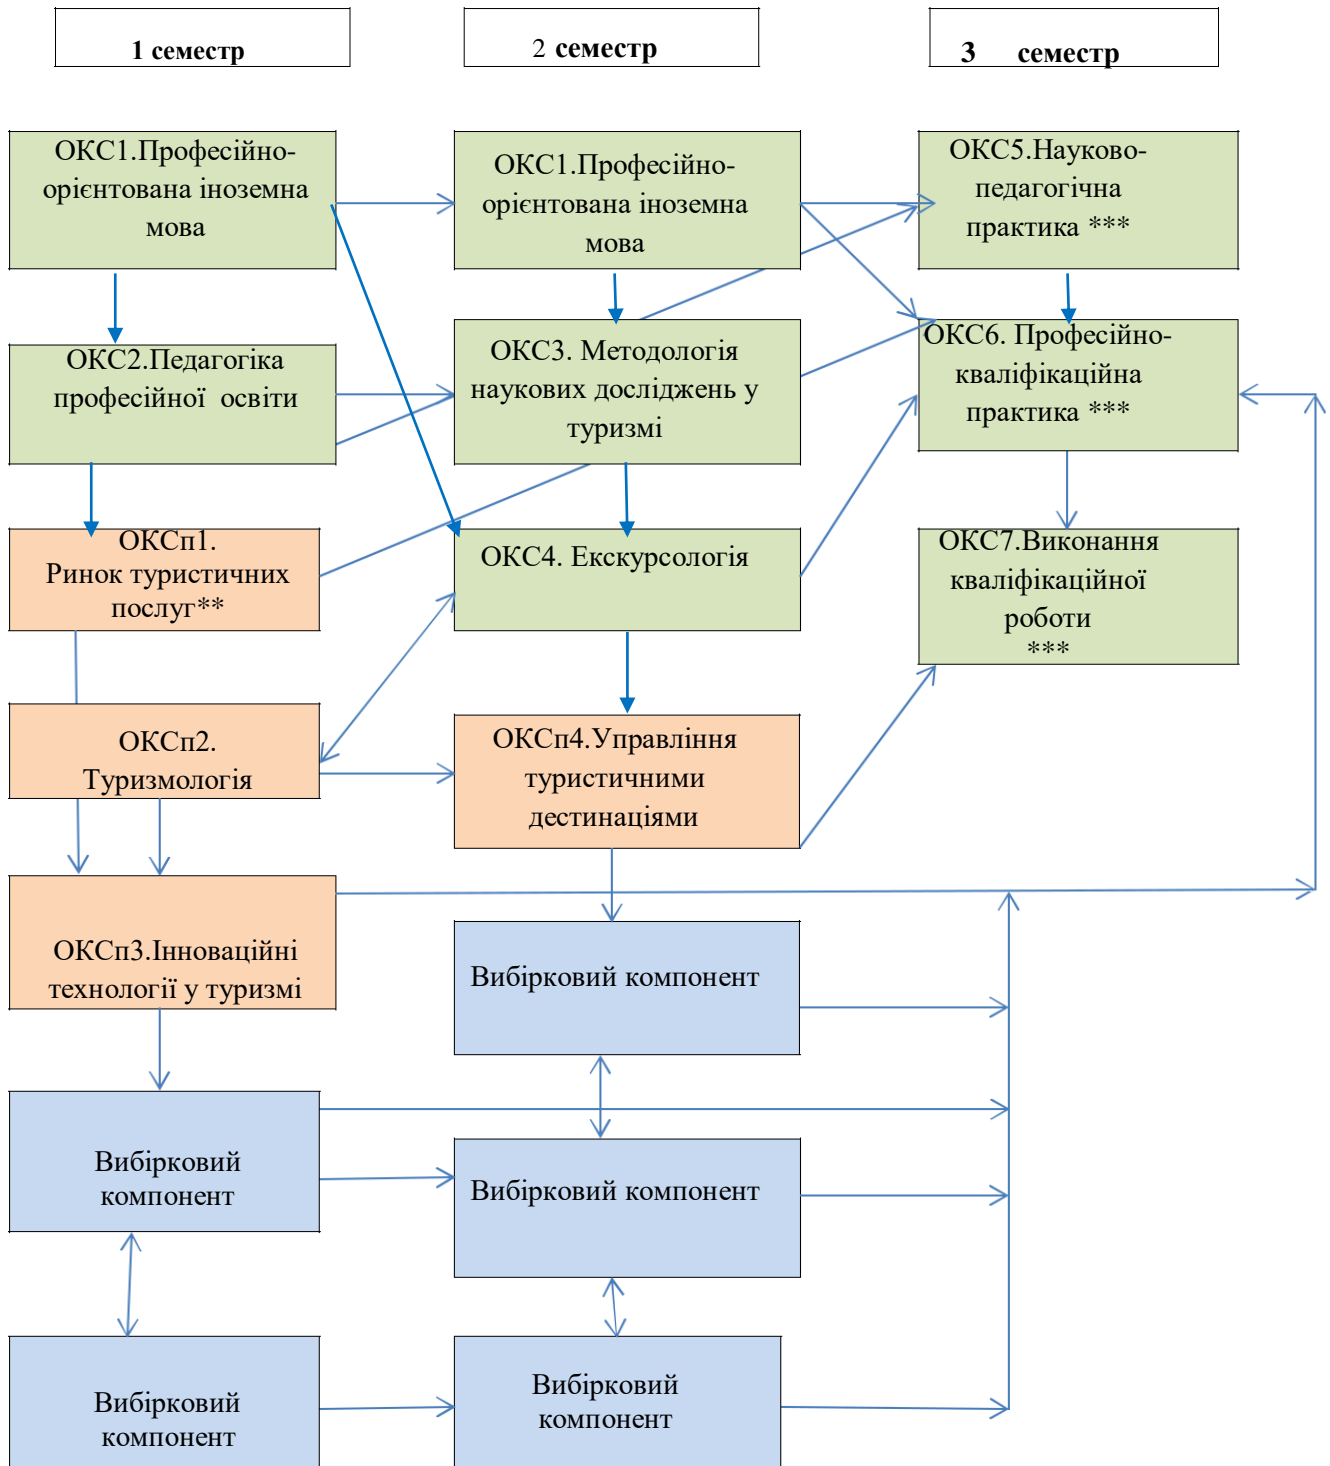 1 семестр
2 семестр
3 семестр
ОКС1.Професійно-
орієнтована іноземна
мова
ОКС1.Професійно-
орієнтована іноземна
мова
ОКС5.Науково-
педагогічна
практика ***
ОКС2.Педагогіка
професійної освіти
ОКС3. Методологія
наукових досліджень у
туризмі
ОКС6. Професійно-
кваліфікаційна
практика ***
ОКСп1.
Ринок туристичних
послуг**
ОКС4. Екскурсологія
ОКС7.Виконання
кваліфікаційної
роботи
***
ОКСп2.
Туризмологія
ОКСп4.Управління
туристичними
дестинаціями
ОКСп3.Інноваційні
технології у туризмі
Вибірковий компонент
Вибірковий
компонент
Вибірковий компонент
Вибірковий
компонент
Вибірковий
компонент